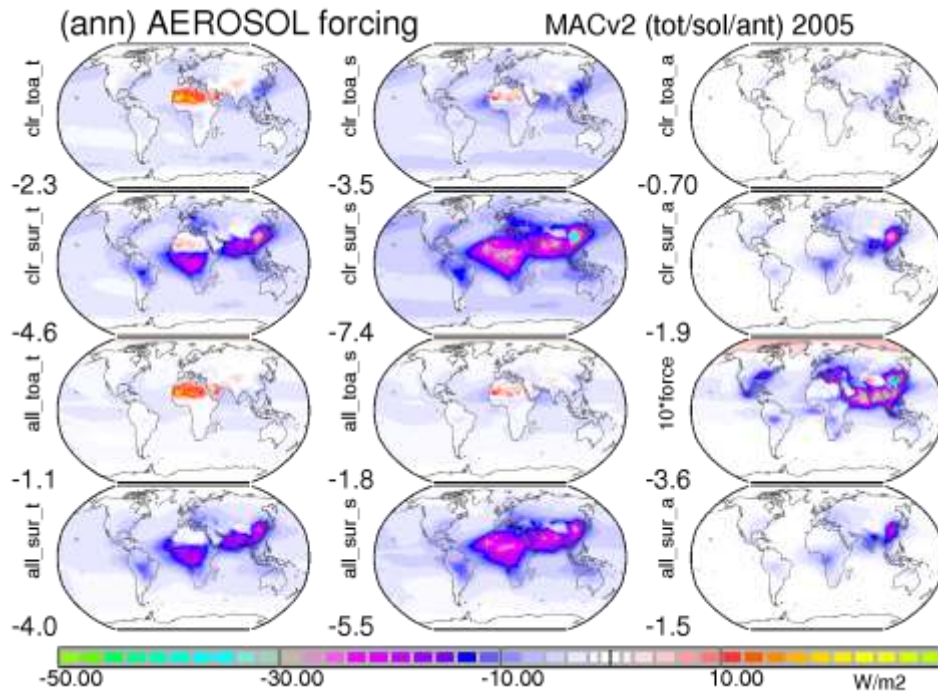 (ann) AEROSOL forcing MACv2 (tot/sol/ant) 2005
clr_toa_t clr_toa_s clr_toa_a
-2.3 -3.5 -0.70
clr_sur_t clr_sur_s clr_sur_a
-4.6 -7.4 -1.9
all_toa_t all_toa_s 10*force
-1.1 -1.8 -3.6
all_sur_t all_sur_s all_sur_a
-4.0 -5.5 -1.5
-50.00 -30.00 -10.00 10.00 W/m2